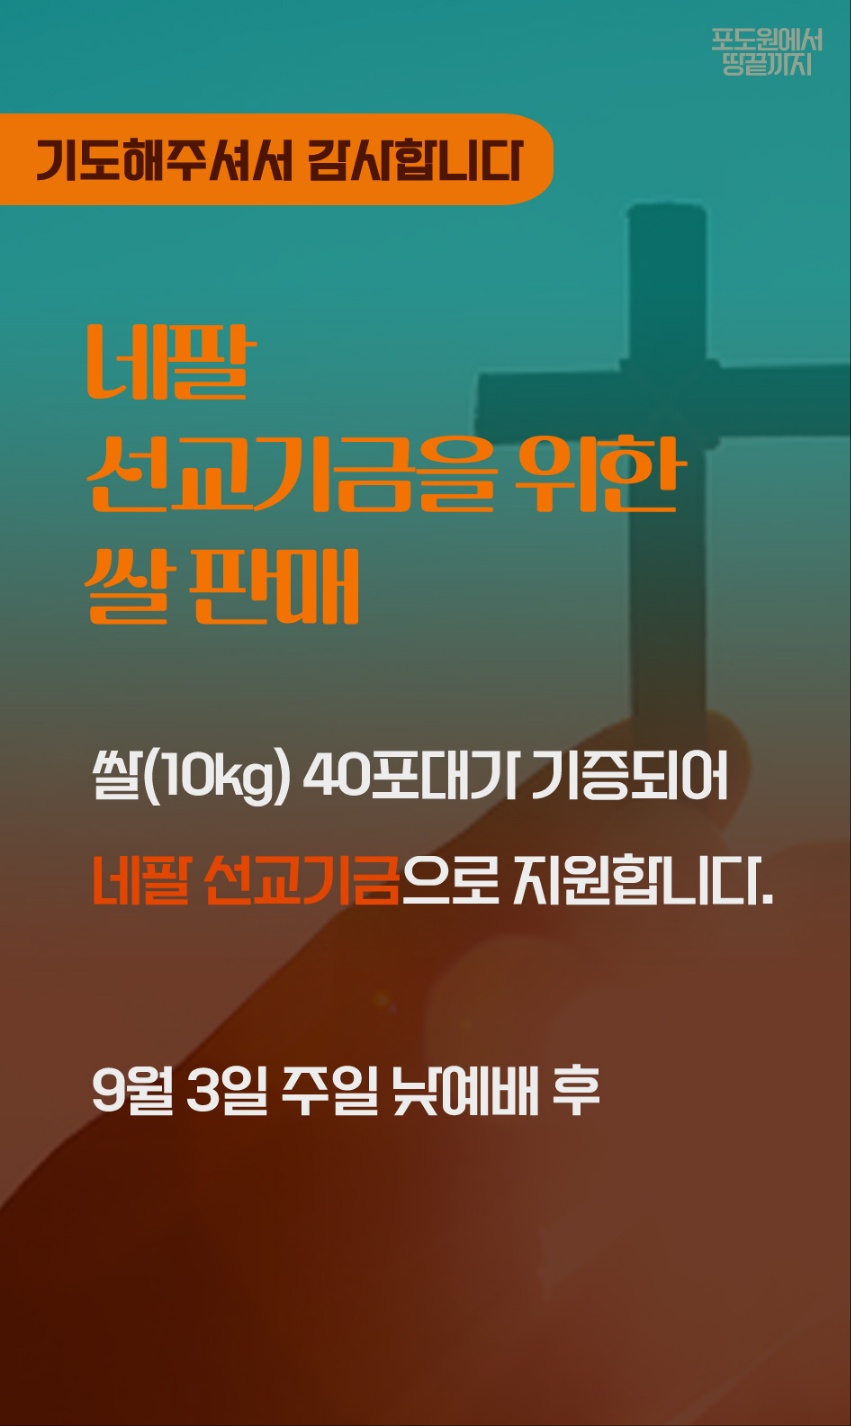 포도원에서
땅끝까지
기도해주셔서 감사합니다
네팔
선교기금을 위한
쌀 판매
쌀(10kg) 40포대가 기증되어
네팔 선교기금으로 지원합니다.
9월 3일 주일 낮예배 후